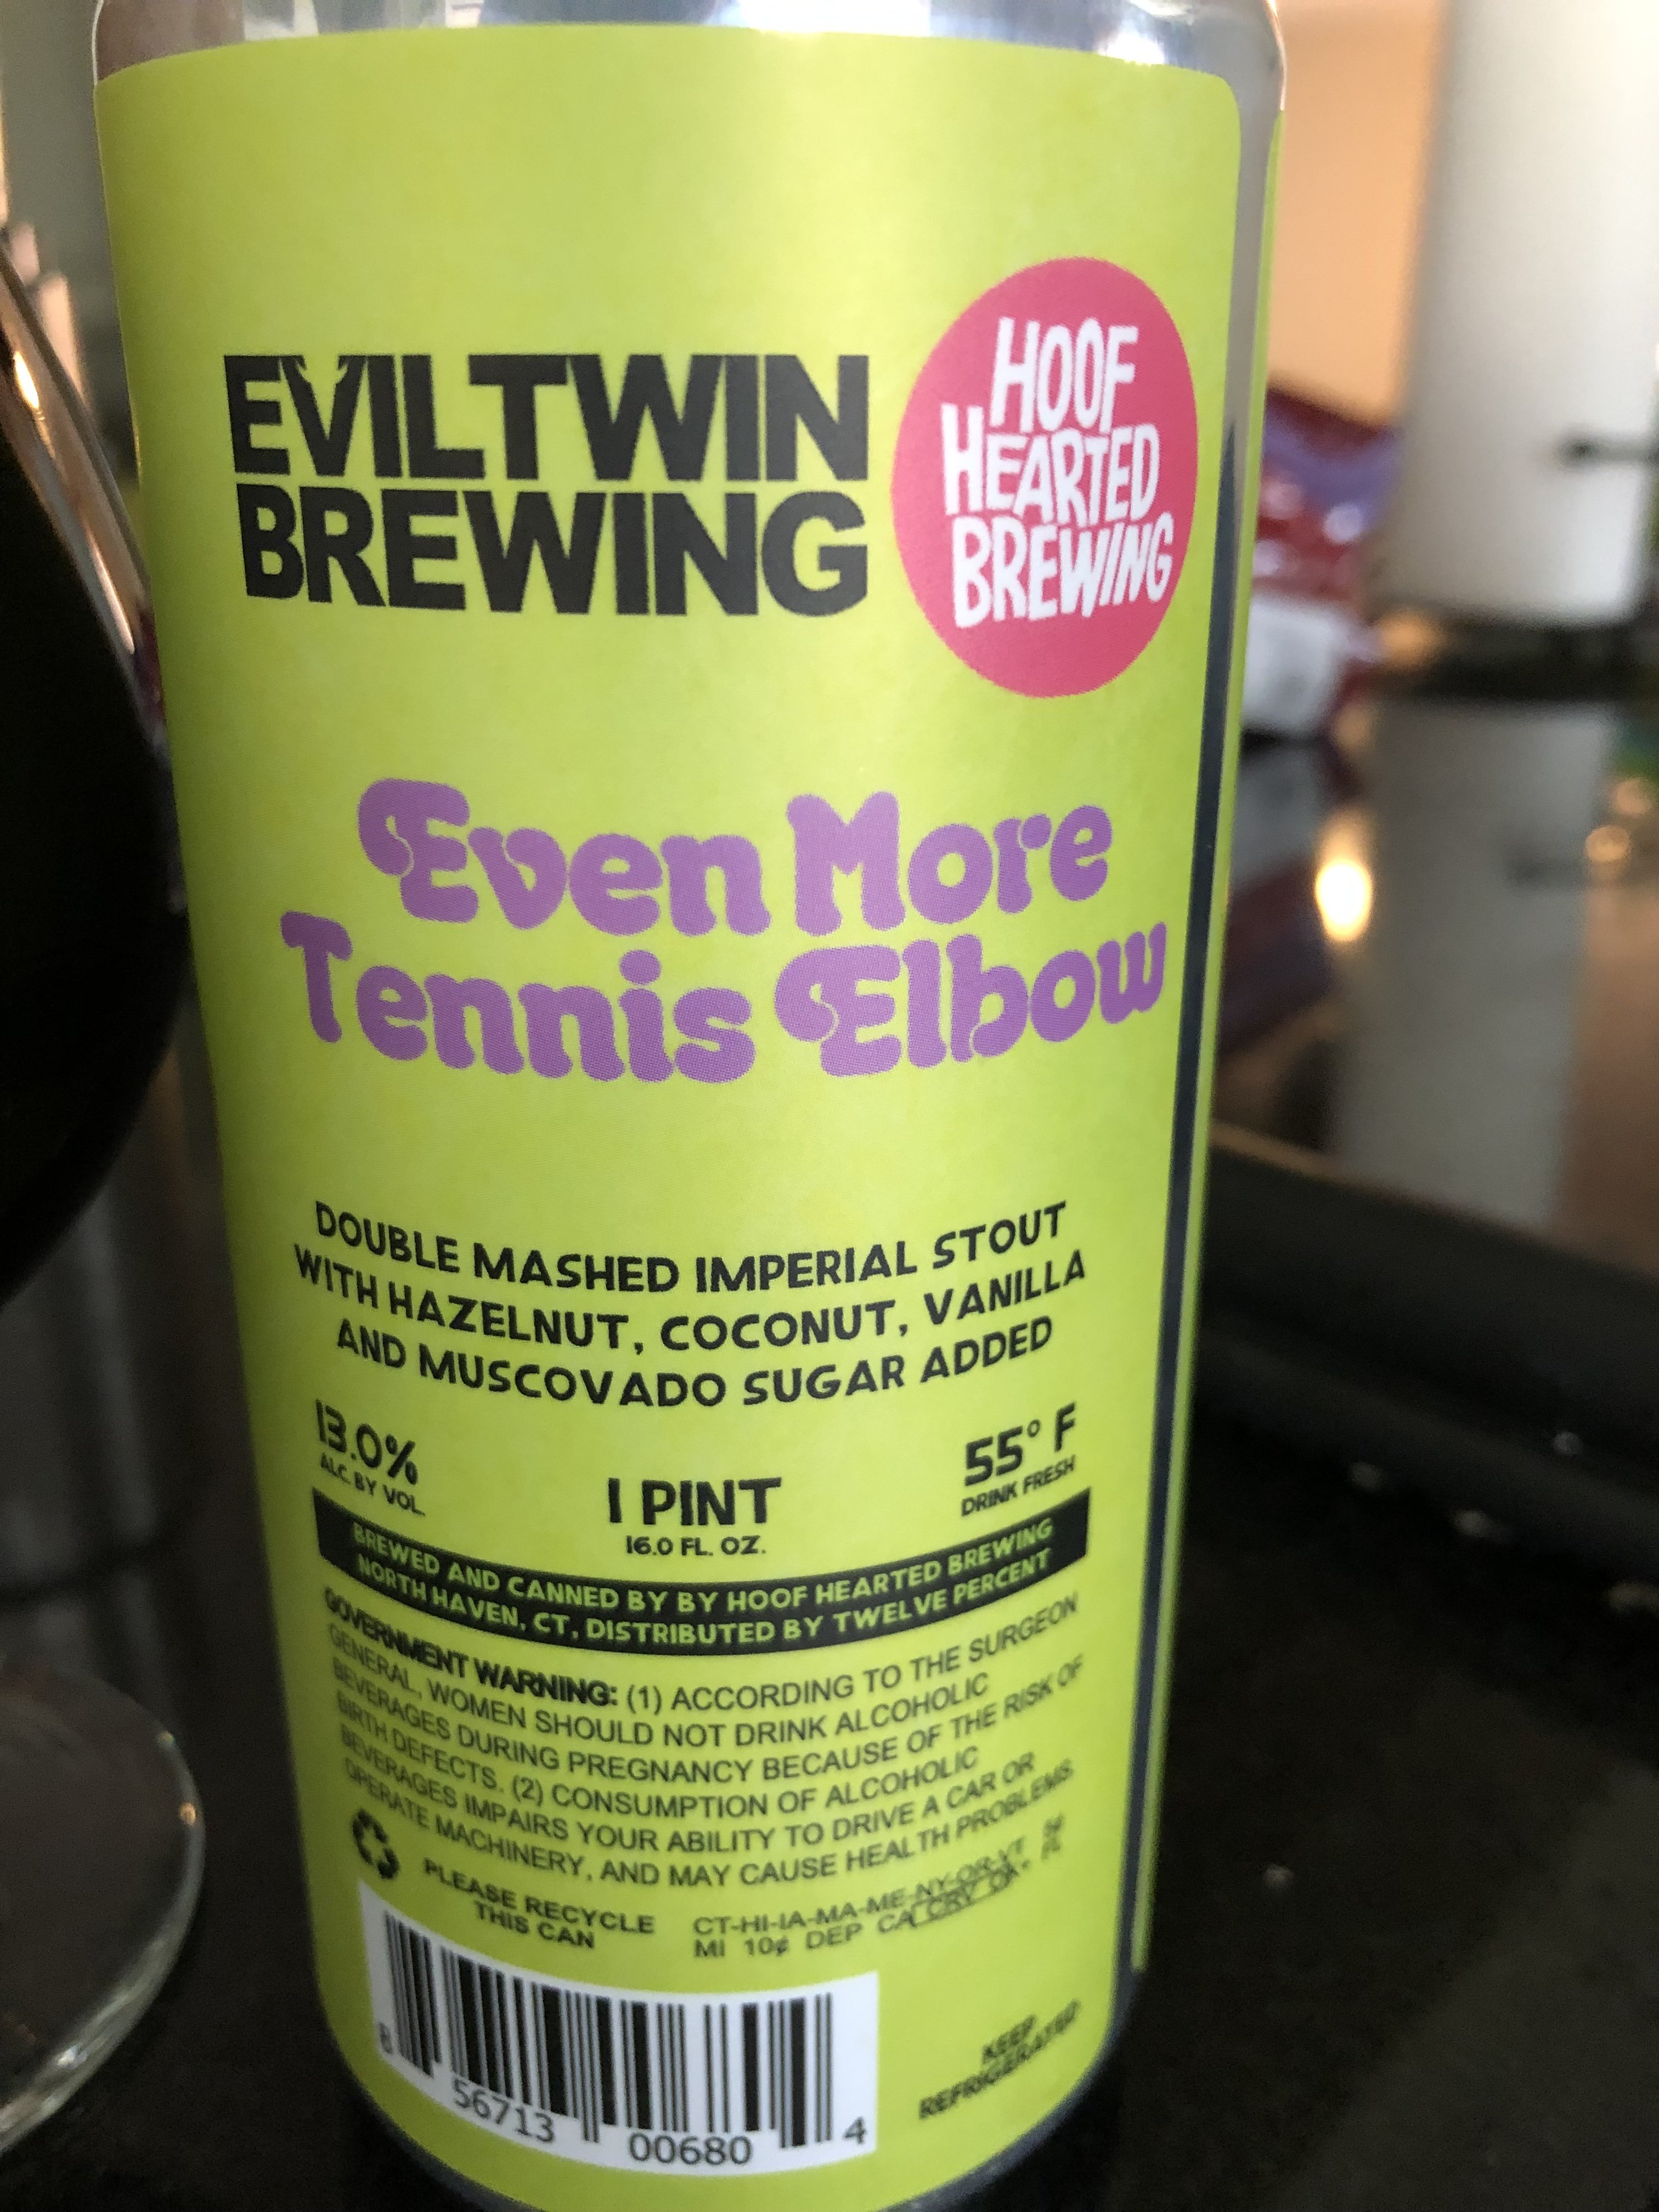 EVILTWIN
BREWING
HOOF
HEARTED
BREWING
Even More
Tennis Elbow
DOUBLE MASHED IMPERIAL STOUT
WITH HAZELNUT, COCONUT, VANILLA
AND MUSCOVADO SUGAR ADDED
13.0%
ALC. BY VOL.
1 PINT
16.0 FL. OZ.
55° F
DRINK FRESH
BREWED AND CANNED BY BY HOOF HEARTED BREWING
NORTH HAVEN, CT, DISTRIBUTED BY TWELVE PERCENT
GOVERNMENT WARNING: (1) ACCORDING TO THE SURGEON
GENERAL, WOMEN SHOULD NOT DRINK ALCOHOLIC
BEVERAGES DURING PREGNANCY BECAUSE OF THE RISK OF
BIRTH DEFECTS. (2) CONSUMPTION OF ALCOHOLIC
BEVERAGES IMPAIRS YOUR ABILITY TO DRIVE A CAR OR
OPERATE MACHINERY, AND MAY CAUSE HEALTH PROBLEMS.
PLEASE RECYCLE
THIS CAN
CT-HI-IA-MA-ME-NY-OR-VT 5¢
MI 10¢ DEP CA CRV OK+ FL
8 56713 00680 4
KEEP
REFRIGERATED